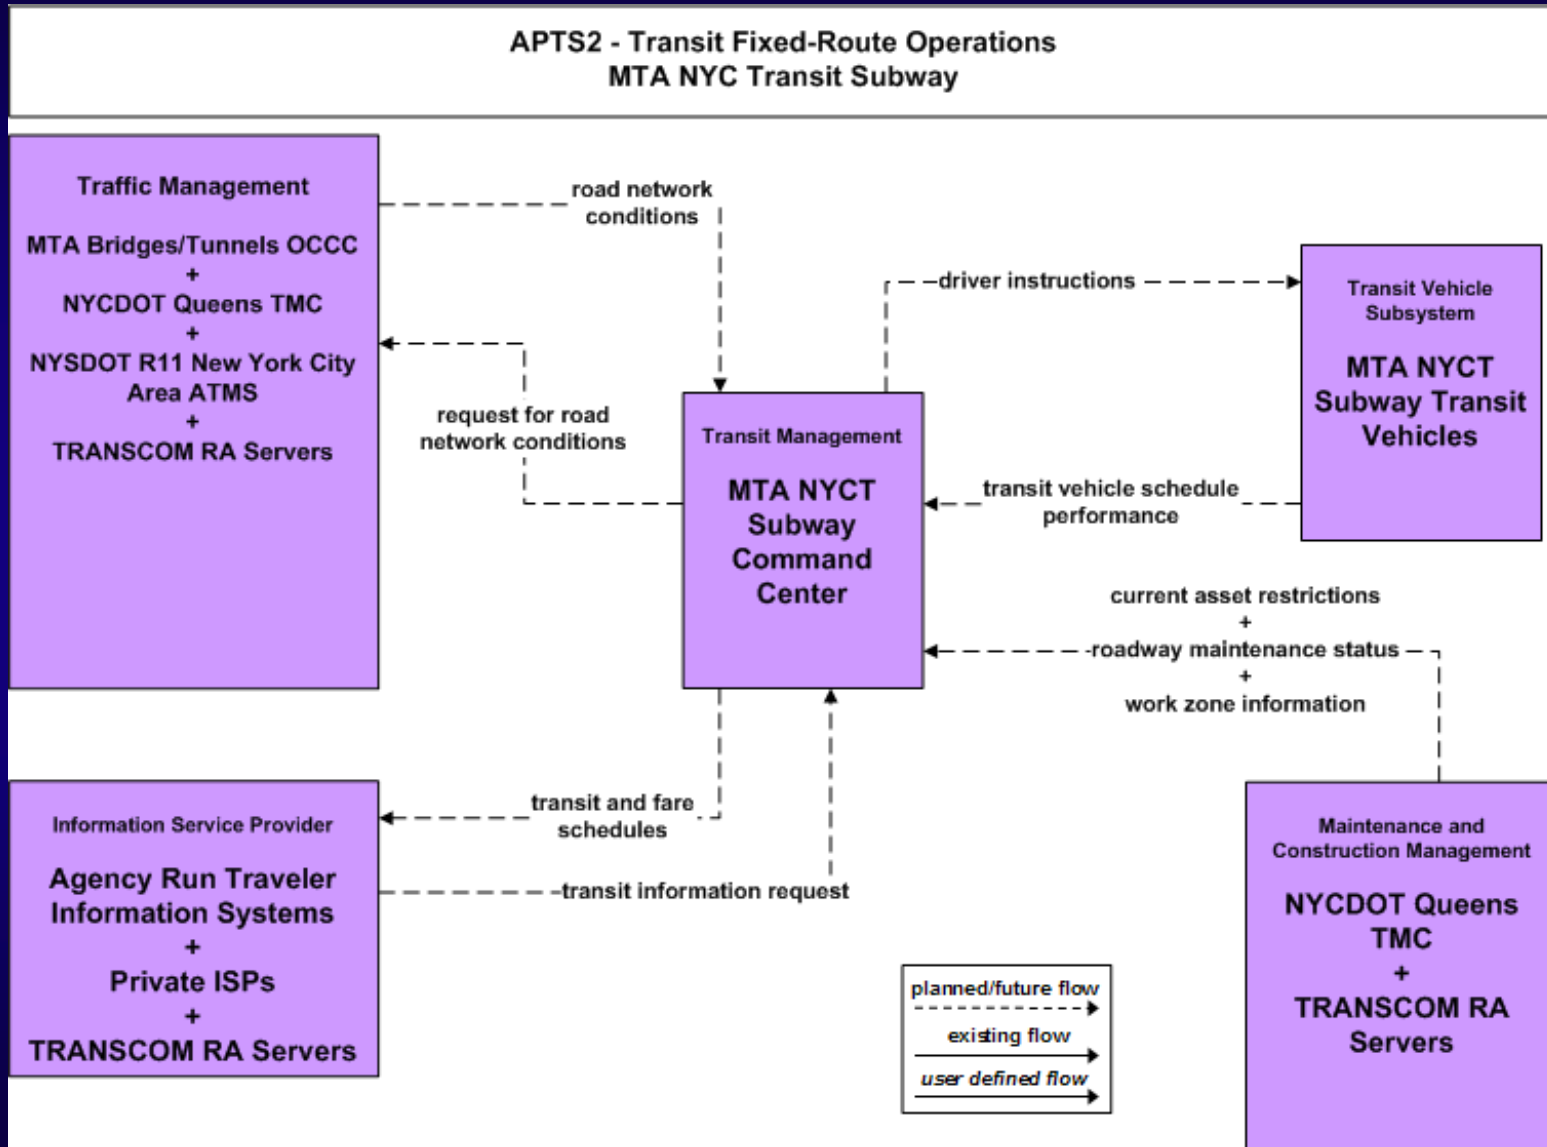 APTS2 - Transit Fixed-Route Operations
MTA NYC Transit Subway
Traffic Management
MTA Bridges/Tunnels OCCC
+
NYCDOT Queens TMC
+
NYSDOT R11 New York City
Area ATMS
+
TRANSCOM RA Servers
road network
conditions
request for road
network conditions
driver instructions
Transit Vehicle
Subsystem
MTA NYCT
Subway Transit
Vehicles
Transit Management
MTA NYCT
Subway
Command
Center
transit vehicle schedule
performance
current asset restrictions
+
roadway maintenance status
+
work zone information
Information Service Provider
Agency Run Traveler
Information Systems
+
Private ISPs
+
TRANSCOM RA Servers
transit and fare
schedules
transit information request
Maintenance and
Construction Management
NYCDOT Queens
TMC
+
TRANSCOM RA
Servers
planned/future flow
existing flow
user defined flow